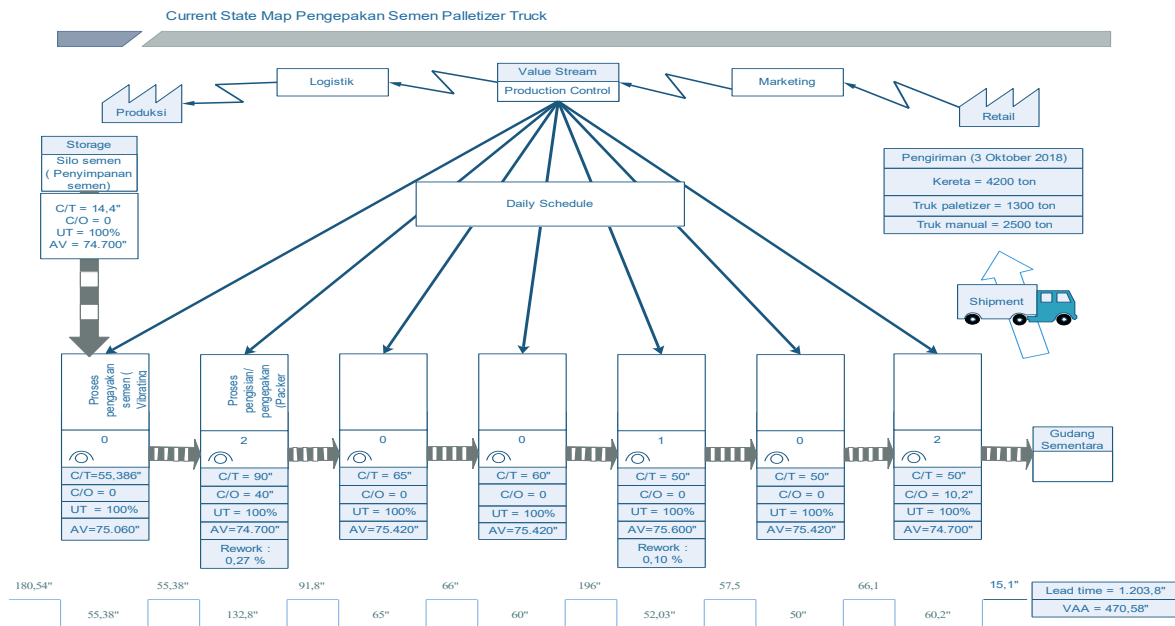 Current State Map Pengepakan Semen Palletizer Truck
Produksi
Logistik
Value Stream
Production Control
Marketing
Retail
Storage
Silo semen
( Penyimpanan
semen)
C/T = 14,4"
C/O = 0
UT = 100%
AV = 74.700"
Daily Schedule
Pengiriman (3 Oktober 2018)
Kereta = 4200 ton
Truk paletizer = 1300 ton
Truk manual = 2500 ton
Shipment
Proses
pengayakan
semen (
Vibrating
0
C/T=55,386"
C/O = 0
UT = 100%
AV=75.060"
Proses
pengisian/
pengepakan
(Packer
2
C/T = 90"
C/O = 40"
UT = 100%
AV=74.700"
Rework :
0,27 %
0
C/T = 65"
C/O = 0
UT = 100%
AV=75.420"
0
C/T = 60"
C/O = 0
UT = 100%
AV=75.420"
1
C/T = 50"
C/O = 0
UT = 100%
AV=75.600"
Rework :
0,10 %
0
C/T = 50"
C/O = 0
UT = 100%
AV=75.420"
2
C/T = 50"
C/O = 10,2"
UT = 100%
AV=74.700"
Gudang
Sementara
180,54"
55,38"
55,38"
132,8"
91,8"
65"
66"
60"
196"
52,03"
57,5
50"
66,1
60,2"
15,1"
Lead time = 1.203,8"
VAA = 470,58"